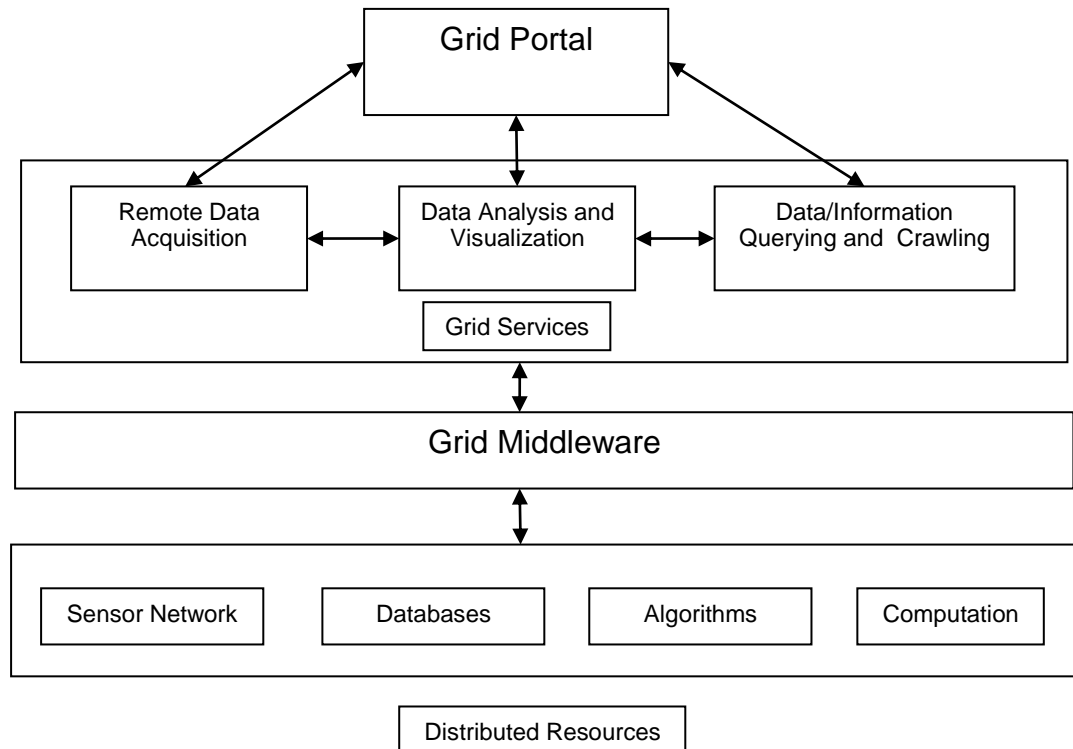 Grid Portal
Remote Data
Acquisition
Data Analysis and
Visualization
Data/Information
Querying and Crawling
Grid Services
Grid Middleware
Sensor Network
Databases
Algorithms
Computation
Distributed Resources